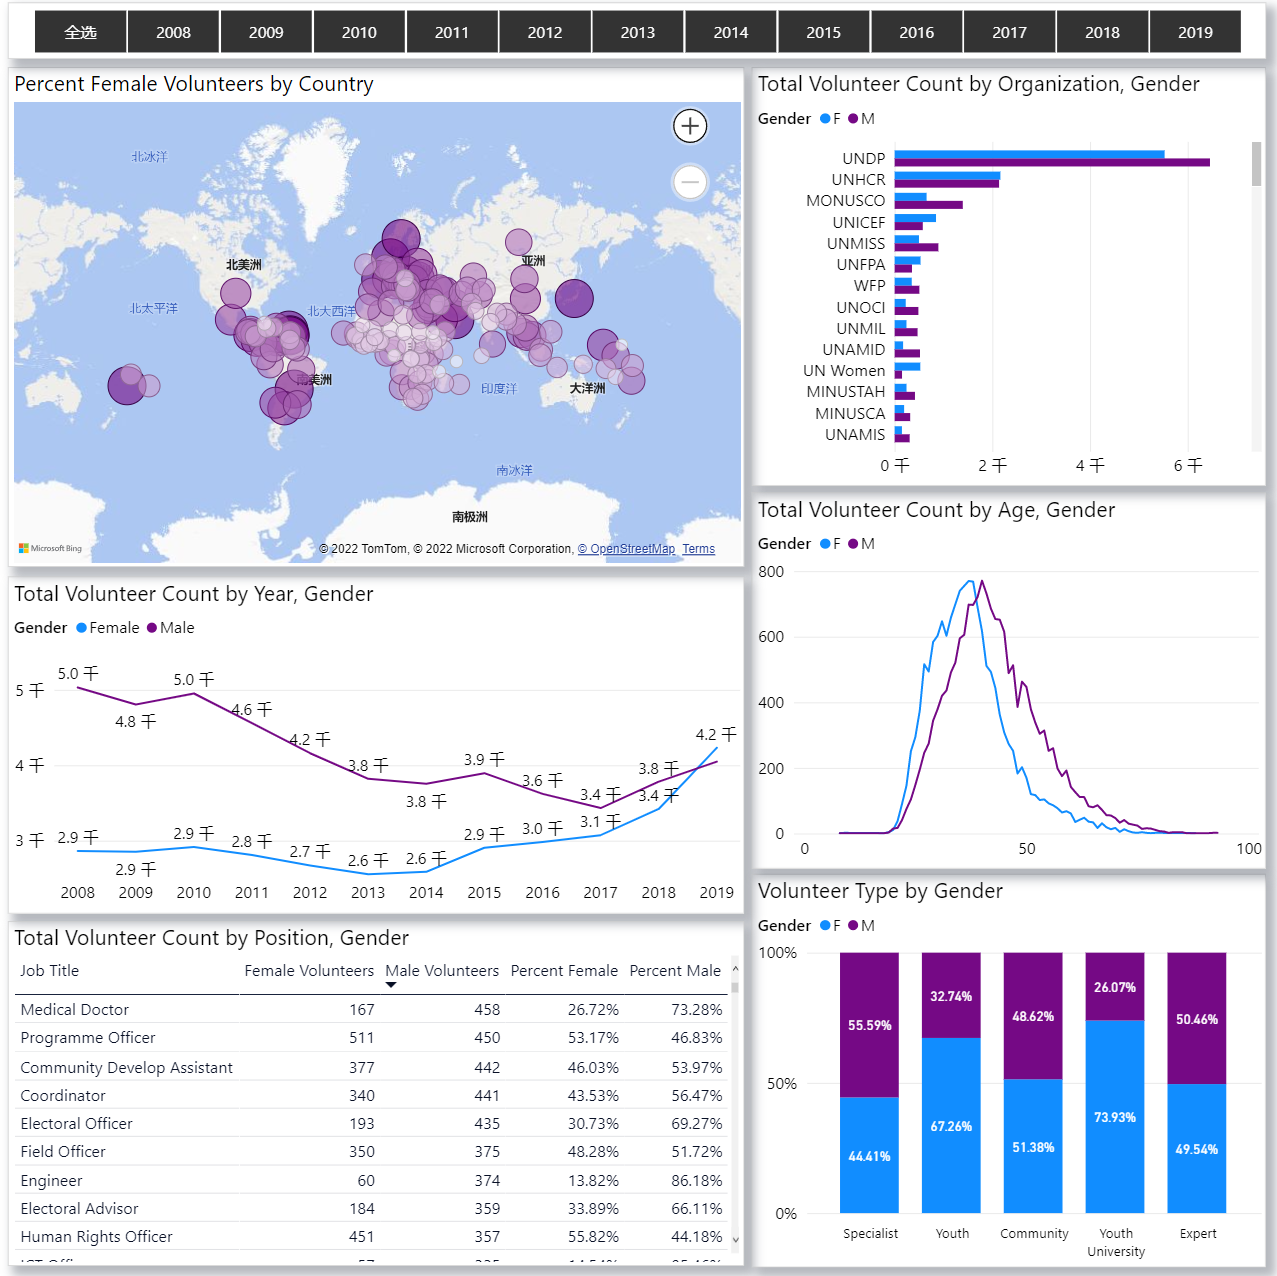 全选 2008 2009 2010 2011 2012 2013 2014 2015 2016 2017 2018 2019
Percent Female Volunteers by Country
北冰洋
北美洲
亚洲
北太平洋
北大西洋
南美洲
印度洋
大洋洲
南冰洋
南极洲
Microsoft Bing
© 2022 TomTom, © 2022 Microsoft Corporation, © OpenStreetMap Terms
Total Volunteer Count by Year, Gender
Gender Female Male
5 千
4 千
3 千
5.0 千
4.8 千
5.0 千
4.6 千
4.2 千
3.8 千
3.8 千
3.9 千
3.6 千
3.4 千
3.8 千
4.2 千
2.9 千
2.9 千
2.9 千
2.8 千
2.7 千
2.6 千
2.6 千
2.9 千
3.0 千
3.1 千
3.4 千
2008 2009 2010 2011 2012 2013 2014 2015 2016 2017 2018 2019
Total Volunteer Count by Position, Gender
Job Title Female Volunteers Male Volunteers Percent Female Percent Male
Medical Doctor 167 458 26.72% 73.28%
Programme Officer 511 450 53.17% 46.83%
Community Develop Assistant 377 442 46.03% 53.97%
Coordinator 340 441 43.53% 56.47%
Electoral Officer 193 435 30.73% 69.27%
Field Officer 350 375 48.28% 51.72%
Engineer 60 374 13.82% 86.18%
Electoral Advisor 184 359 33.89% 66.11%
Human Rights Officer 451 357 55.82% 44.18%
Total Volunteer Count by Organization, Gender
Gender F M
UNDP
UNHCR
MONUSCO
UNICEF
UNMISS
UNFPA
WFP
UNOCI
UNMIL
UNAMID
UN Women
MINUSTAH
MINUSCA
UNAMIS
0 千 2 千 4 千 6 千
Total Volunteer Count by Age, Gender
Gender F M
800
600
400
200
0
0 50 100
Volunteer Type by Gender
Gender F M
100%
50%
0%
55.59% 32.74% 48.62% 26.07% 50.46%
44.41% 67.26% 51.38% 73.93% 49.54%
Specialist Youth Community Youth University Expert